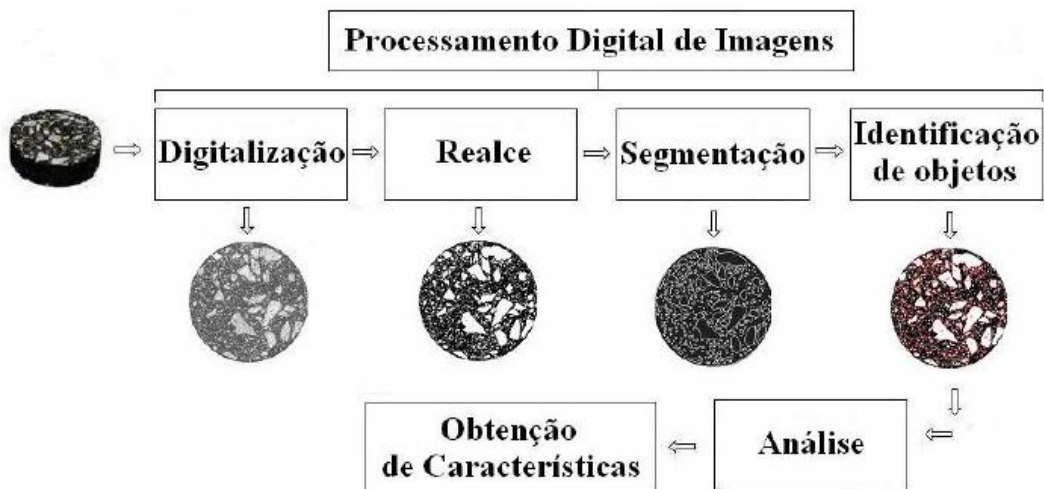 Processamento Digital de Imagens
Digitalização
Realce
Segmentação
Identificação
de objetos
Análise
Obtenção
de Características